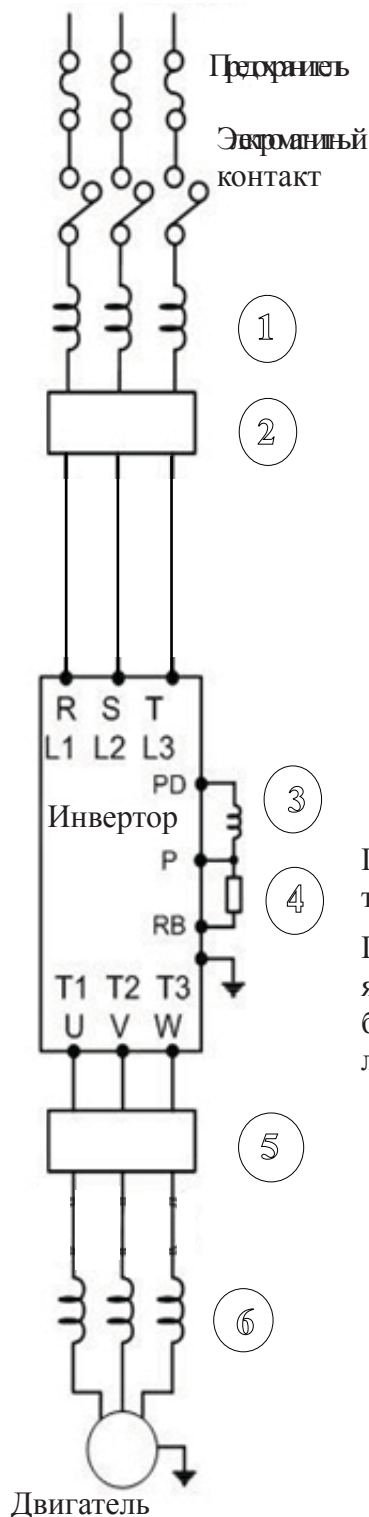 Предохранитель
Электромагнитный
контакт
1
2
R S T
L1 L2 L3
PD
Инвертор
3
P
4
RB
T1 T2 T3
U V W
5
6
Двигатель